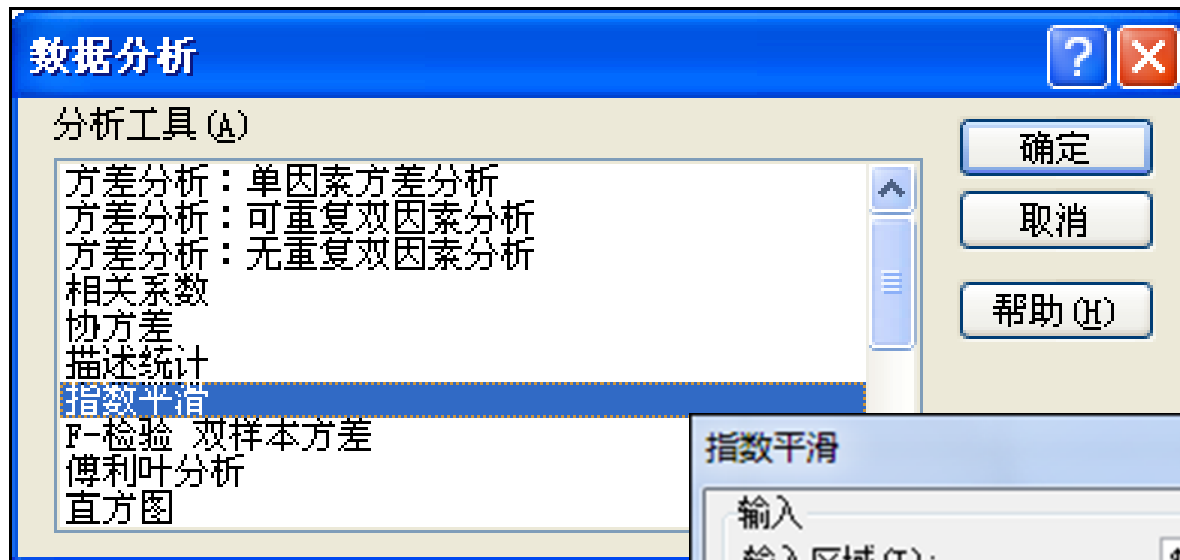 数据分析
分析工具(A)
方差分析：单因素方差分析
方差分析：可重复双因素分析
方差分析：无重复双因素分析
相关系数
协方差
描述统计
指数平滑
F-检验 双样本方差
傅利叶分析
直方图
确定
取消
帮助(H)
指数平滑
输入
输入区域(I):